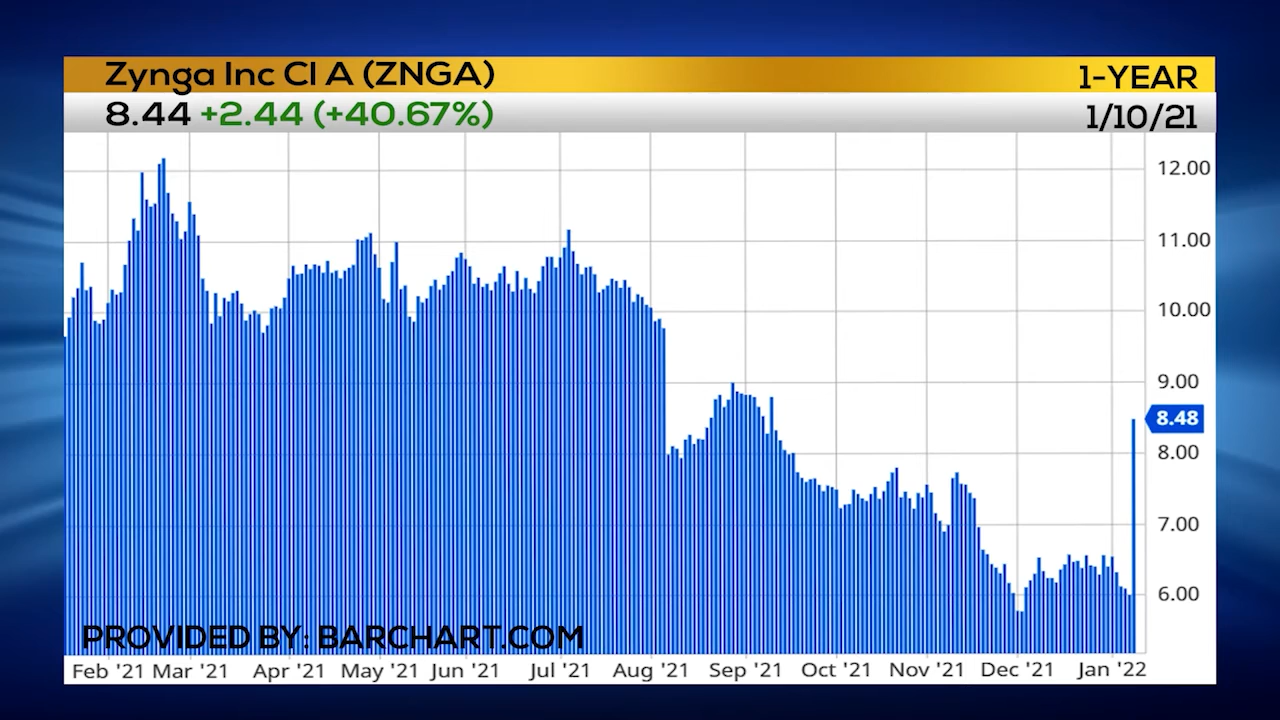 Zynga Inc Cl A (ZNGA)
1-YEAR
8.44 +2.44 (+40.67%)
1/10/21
12.00
11.00
10.00
9.00
8.48
8.00
7.00
6.00
PROVIDED BY: BARCHART.COM
Feb '21 Mar '21 Apr '21 May '21 Jun '21 Jul '21 Aug '21 Sep '21 Oct '21 Nov '21 Dec '21 Jan '22